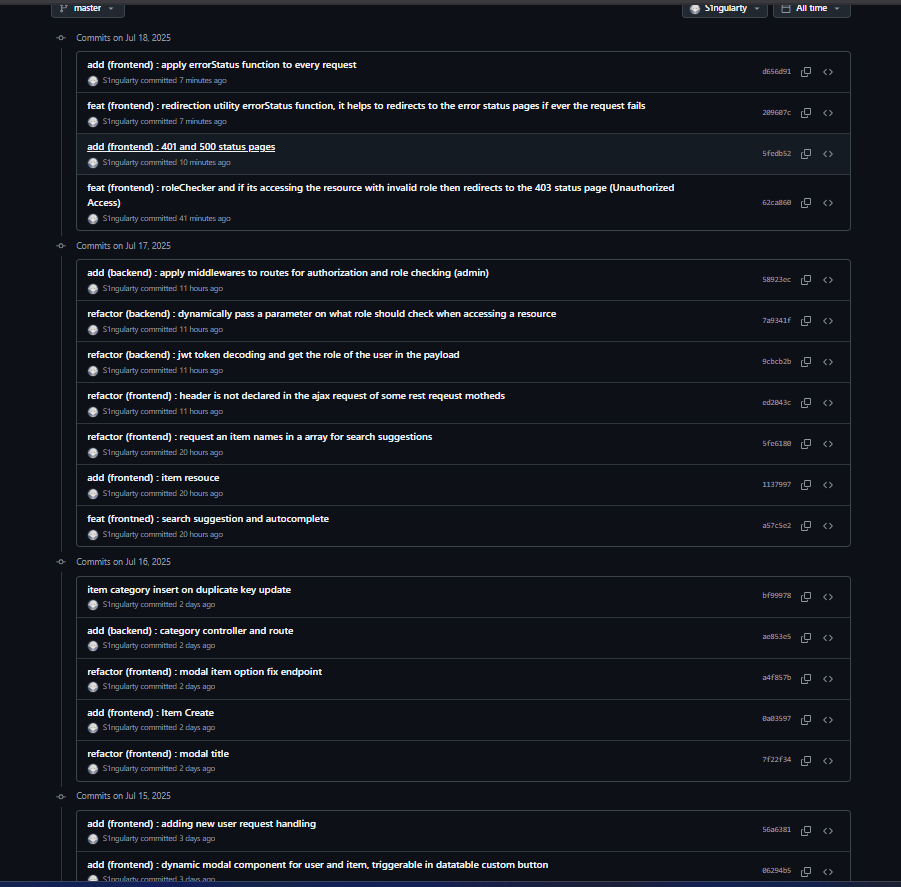 master
S1ngularty
All time
Commits on Jul 18, 2025
add (frontend) : apply errorStatus function to every request
d656d91
S1ngularty committed 7 minutes ago
feat (frontend) : redirection utility errorStatus function, it helps to redirects to the error status pages if ever the request fails
209607c
S1ngularty committed 7 minutes ago
add (frontend) : 401 and 500 status pages
5fedb52
S1ngularty committed 10 minutes ago
feat (frontend) : roleChecker and if its accessing the resource with invalid role then redirects to the 403 status page (Unauthorized
Access)
62ca860
S1ngularty committed 41 minutes ago
Commits on Jul 17, 2025
add (backend) : apply middlewares to routes for authorization and role checking (admin)
58923ec
S1ngularty committed 11 hours ago
refactor (backend) : dynamically pass a parameter on what role should check when accessing a resource
7a9341f
S1ngularty committed 11 hours ago
refactor (backend) : jwt token decoding and get the role of the user in the payload
9cbcb2b
S1ngularty committed 11 hours ago
refactor (frontend) : header is not declared in the ajax request of some rest reqeust motheds
ed2043c
S1ngularty committed 11 hours ago
refactor (frontend) : request an item names in a array for search suggestions
5fe6180
S1ngularty committed 20 hours ago
add (frontend) : item resouce
1137997
S1ngularty committed 20 hours ago
feat (frontned) : search suggestion and autocomplete
a57c5e2
S1ngularty committed 20 hours ago
Commits on Jul 16, 2025
item category insert on duplicate key update
bf99978
S1ngularty committed 2 days ago
add (backend) : category controller and route
ae853e5
S1ngularty committed 2 days ago
refactor (frontend) : modal item option fix endpoint
a4f857b
S1ngularty committed 2 days ago
add (frontend) : Item Create
0a03597
S1ngularty committed 2 days ago
refactor (frontend) : modal title
7f22f34
S1ngularty committed 2 days ago
Commits on Jul 15, 2025
add (frontend) : adding new user request handling
56a6381
S1ngularty committed 3 days ago
add (frontend) : dynamic modal component for user and item, triggerable in datatable custom button
06294b5
S1ngularty committed 3 days ago